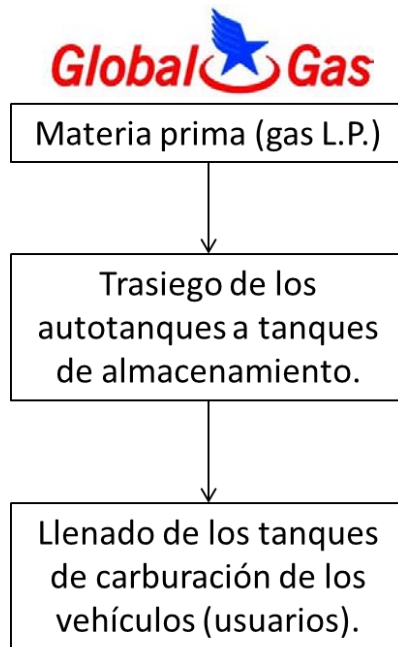 Global Gas
Materia prima (gas L.P.)
Trasiego de los
autotanques a tanques
de almacenamiento.
Llenado de los tanques
de carburación de los
vehículos (usuarios).